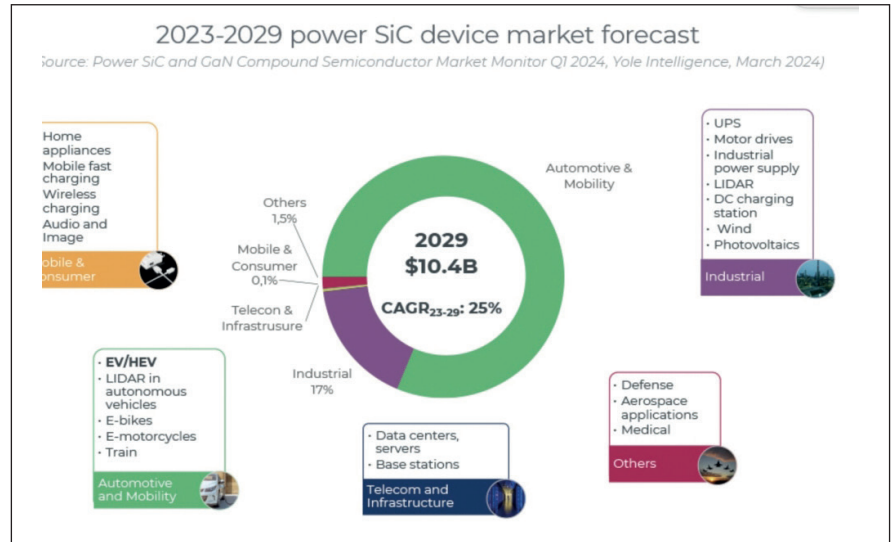 2023-2029 power SiC device market forecast
Source: Power SiC and GaN Compound Semiconductor Market Monitor Q1 2024, Yole Intelligence, March 2024)
Home
appliances
Mobile fast
charging
Wireless
charging
Audio and
Image
obile &
onsumer
· UPS
· Motor drives
· Industrial
power supply
· LIDAR
· DC charging
station
· Wind
· Photovoltaics
Industrial
Automotive &
Mobility
Others
1,5%
Mobile &
Consumer
0,1%
Telecon &
Infrastrusure
Industrial
17%
2029
$10.4B
CAGR23-29: 25%
· EV/HEV
· LIDAR in
autonomous
vehicles
· E-bikes
· E-motorcycles
· Train
Automotive
and Mobility
· Data centers,
servers
· Base stations
Telecom and
Infrastructure
· Defense
· Aerospace
applications
· Medical
Others